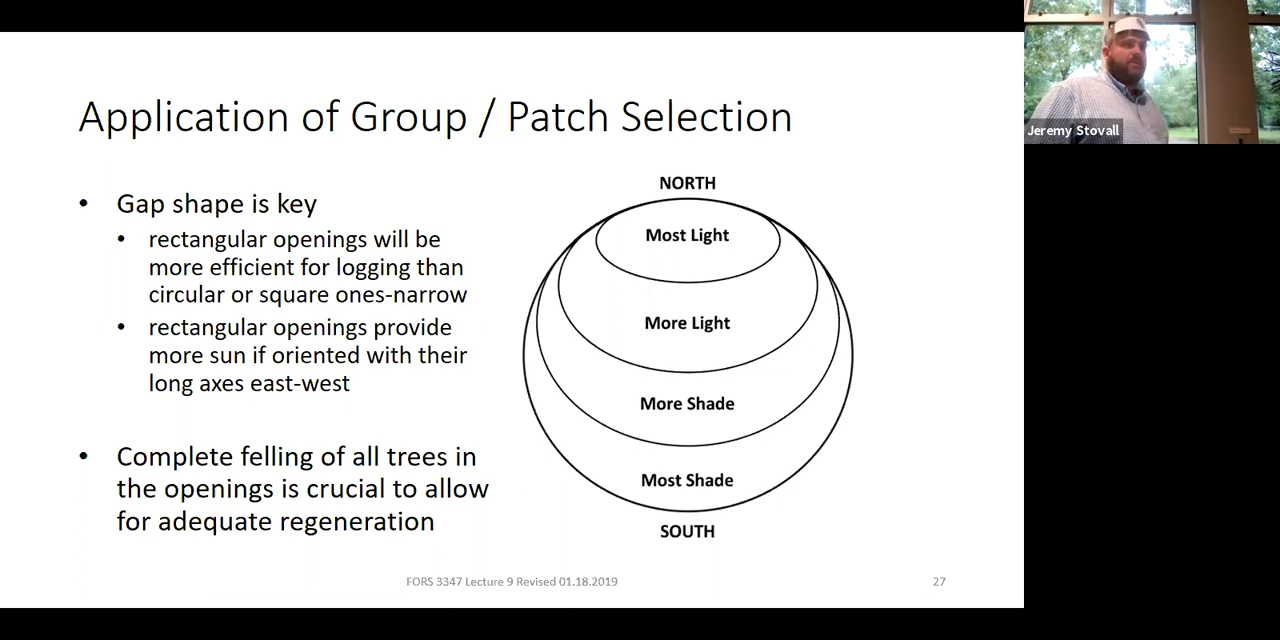 Application of Group / Patch Selection
• Gap shape is key
• rectangular openings will be
more efficient for logging than
circular or square ones-narrow
• rectangular openings provide
more sun if oriented with their
long axes east-west
• Complete felling of all trees in
the openings is crucial to allow
for adequate regeneration
NORTH
Most Light
More Light
More Shade
Most Shade
SOUTH
FORS 3347 Lecture 9 Revised 01.18.2019
27
Jeremy Stovall